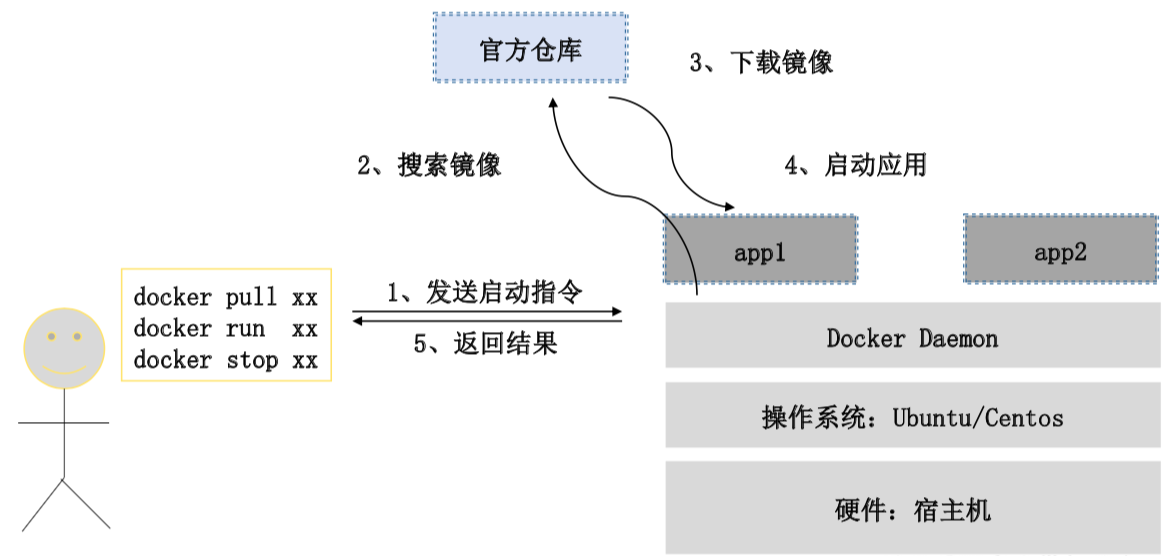 官方仓库
3、下载镜像
2、搜索镜像
4、启动应用
app1
app2
docker pull xx
docker run  xx
docker stop xx
1、发送启动指令
5、返回结果
Docker Daemon
操作系统：Ubuntu/Centos
硬件：宿主机